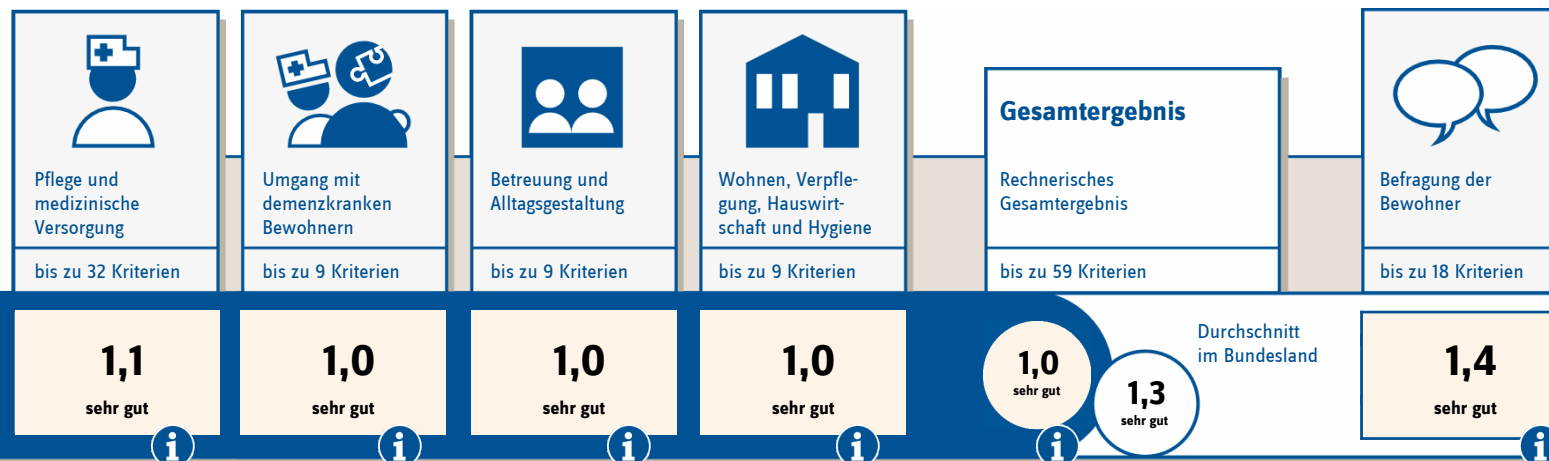 Pflege und
medizinische
Versorgung
bis zu 32 Kriterien
1,1
sehr gut
Umgang mit
demenzkranken
Bewohnern
bis zu 9 Kriterien
1,0
sehr gut
Betreuung und
Alltagsgestaltung
bis zu 9 Kriterien
1,0
sehr gut
Wohnen, Verpfle-
gung, Hauswirt-
schaft und Hygiene
bis zu 9 Kriterien
1,0
sehr gut
Gesamtergebnis
Rechnerisches
Gesamtergebnis
bis zu 59 Kriterien
1,0
sehr gut
1,3
sehr gut
Durchschnitt
im Bundesland
Befragung der
Bewohner
bis zu 18 Kriterien
1,4
sehr gut